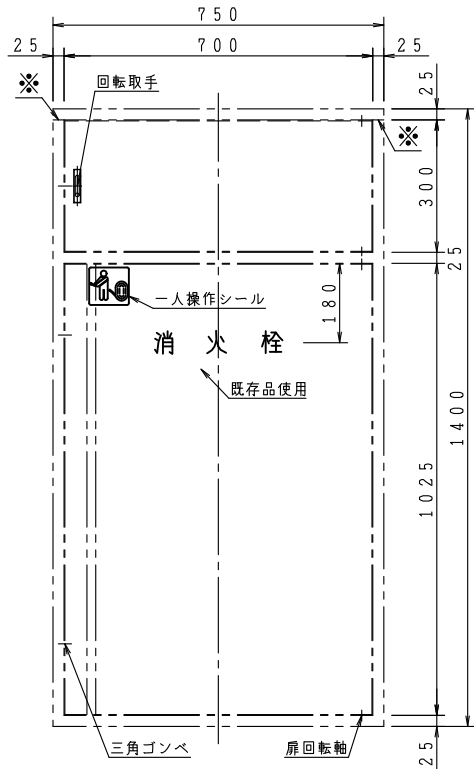 750
25 700 25
※
回転取手
25
※
300
25
一人操作シール
180
消火栓
既存品使用
1400
1025
三角ゴンベ
扉回転軸
25